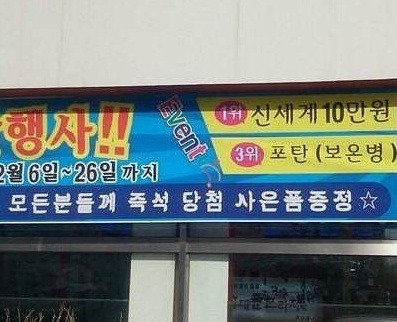 행사!!
Event
1위 신세계10만원
3위 포탄 (보온병)
2월 6일~26일 까지
모든분들께 즉석 당첨 사은품증정 ☆